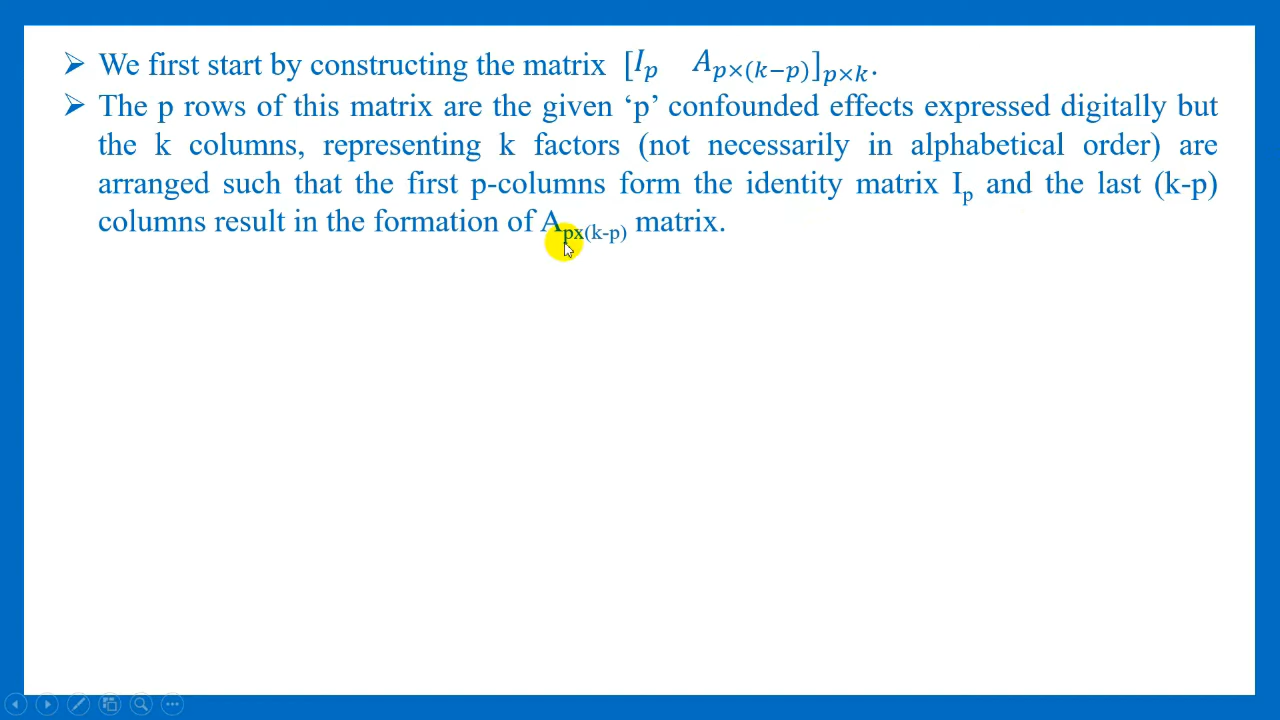 ➢ We first start by constructing the matrix [I_p A_{p×(k−p)}]_{p×k}.
➢ The p rows of this matrix are the given ‘p’ confounded effects expressed digitally but
the k columns, representing k factors (not necessarily in alphabetical order) are
arranged such that the first p-columns form the identity matrix I_p and the last (k-p)
columns result in the formation of A_{px(k-p)} matrix.